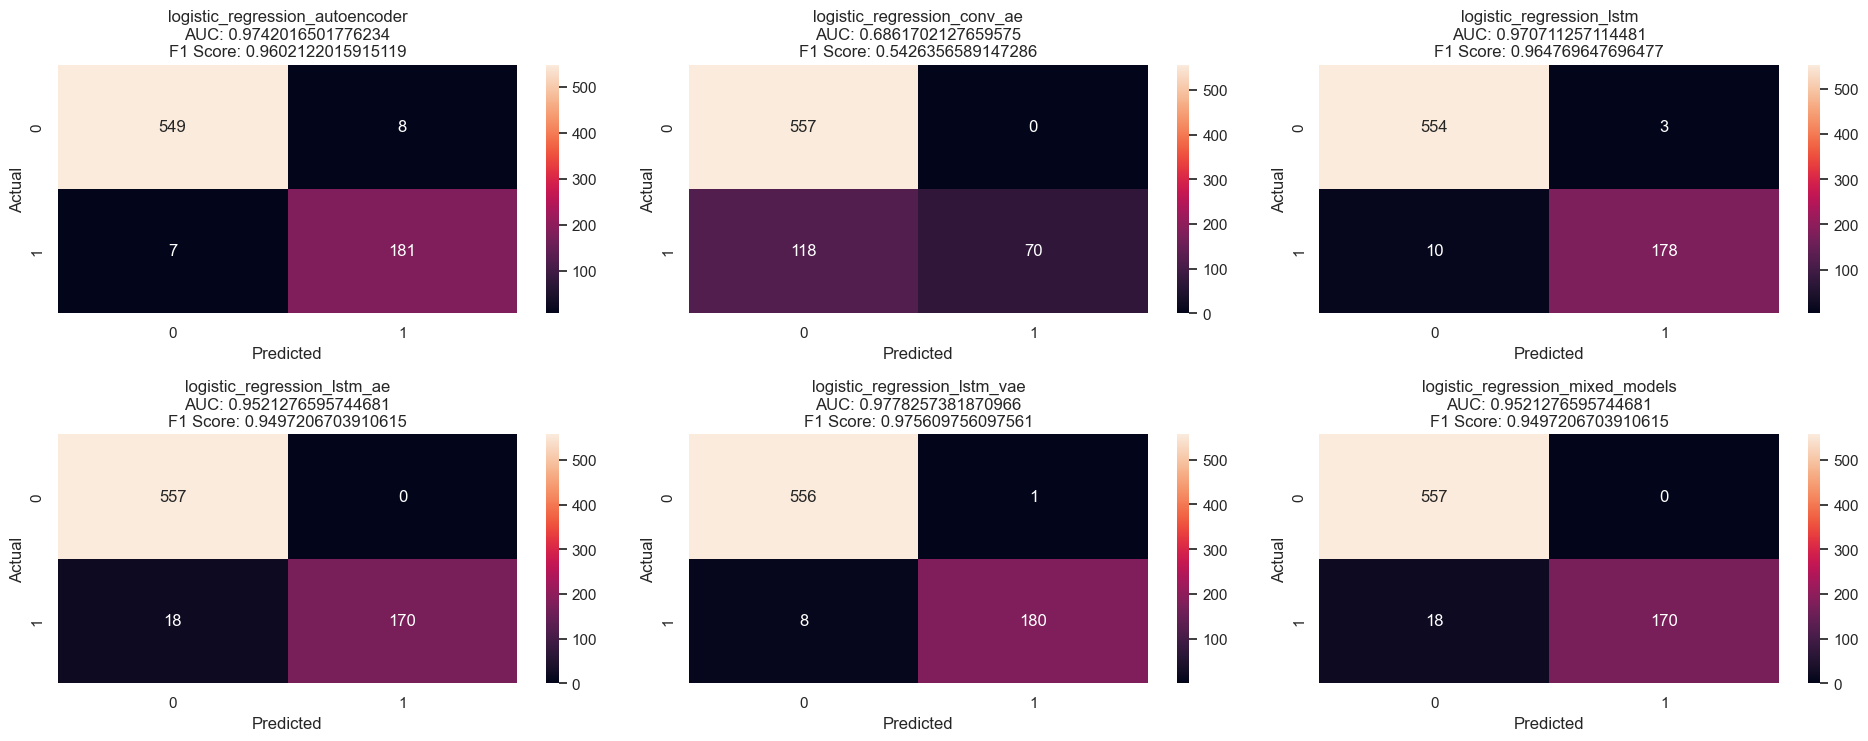 logistic_regression_autoencoder
AUC: 0.9742016501776234
F1 Score: 0.9602122015915119
549
8
7
181
0
1
Actual
0
1
Predicted
500
400
300
200
100
logistic_regression_conv_ae
AUC: 0.6861702127659575
F1 Score: 0.5426356589147286
557
0
118
70
0
1
Actual
0
1
Predicted
500
400
300
200
100
0
logistic_regression_lstm
AUC: 0.970711257114481
F1 Score: 0.964769647696477
554
3
10
178
0
1
Actual
0
1
Predicted
500
400
300
200
100
logistic_regression_lstm_ae
AUC: 0.9521276595744681
F1 Score: 0.9497206703910615
557
0
18
170
0
1
Actual
0
1
Predicted
500
400
300
200
100
0
logistic_regression_lstm_vae
AUC: 0.9778257381870966
F1 Score: 0.975609756097561
556
1
8
180
0
1
Actual
0
1
Predicted
500
400
300
200
100
logistic_regression_mixed_models
AUC: 0.9521276595744681
F1 Score: 0.9497206703910615
557
0
18
170
0
1
Actual
0
1
Predicted
500
400
300
200
100
0